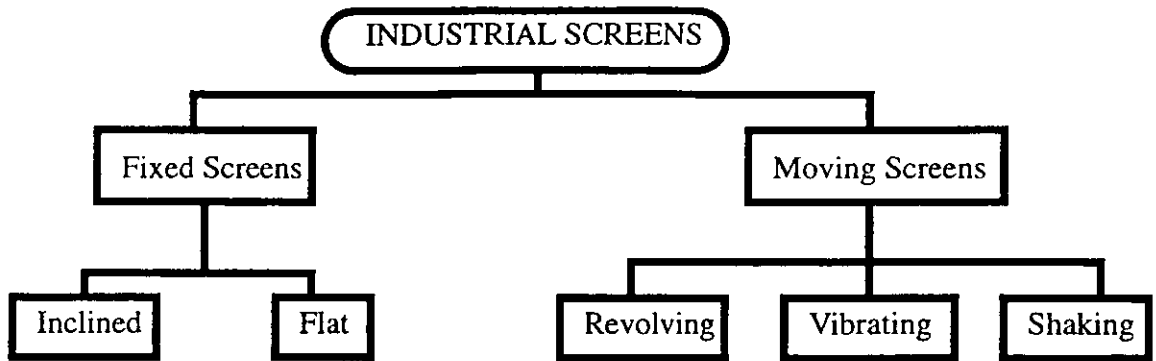 INDUSTRIAL SCREENS
Fixed Screens
Moving Screens
Inclined
Flat
Revolving
Vibrating
Shaking